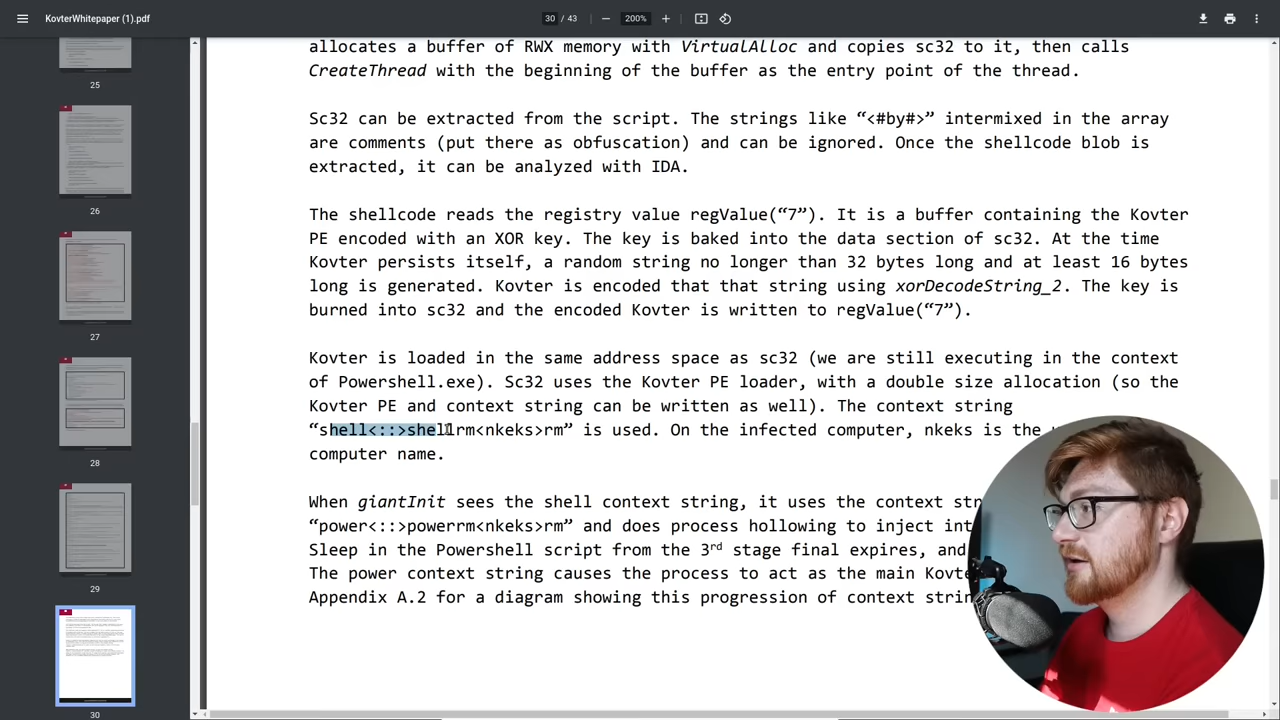 KovterWhitepaper (1).pdf
30 / 43
200%
allocates a buffer of RWX memory with VirtualAlloc and copies sc32 to it, then calls
CreateThread with the beginning of the buffer as the entry point of the thread.
Sc32 can be extracted from the script. The strings like “<#by#>” intermixed in the array
are comments (put there as obfuscation) and can be ignored. Once the shellcode blob is
extracted, it can be analyzed with IDA.
The shellcode reads the registry value regValue(“7”). It is a buffer containing the Kovter
PE encoded with an XOR key. The key is baked into the data section of sc32. At the time
Kovter persists itself, a random string no longer than 32 bytes long and at least 16 bytes
long is generated. Kovter is encoded that that string using xorDecodeString_2. The key is
burned into sc32 and the encoded Kovter is written to regValue(“7”).
Kovter is loaded in the same address space as sc32 (we are still executing in the context
of Powershell.exe). Sc32 uses the Kovter PE loader, with a double size allocation (so the
Kovter PE and context string can be written as well). The context string
“shell<::>shellrm<nkeks>rm” is used. On the infected computer, nkeks is the
computer name.
When giantInit sees the shell context string, it uses the context
“power<::>powerrm<nkeks>rm” and does process hollowing to inject
Sleep in the Powershell script from the 3rd stage final expires, and
The power context string causes the process to act as the main
Appendix A.2 for a diagram showing this progression of context
25
26
27
28
29
30